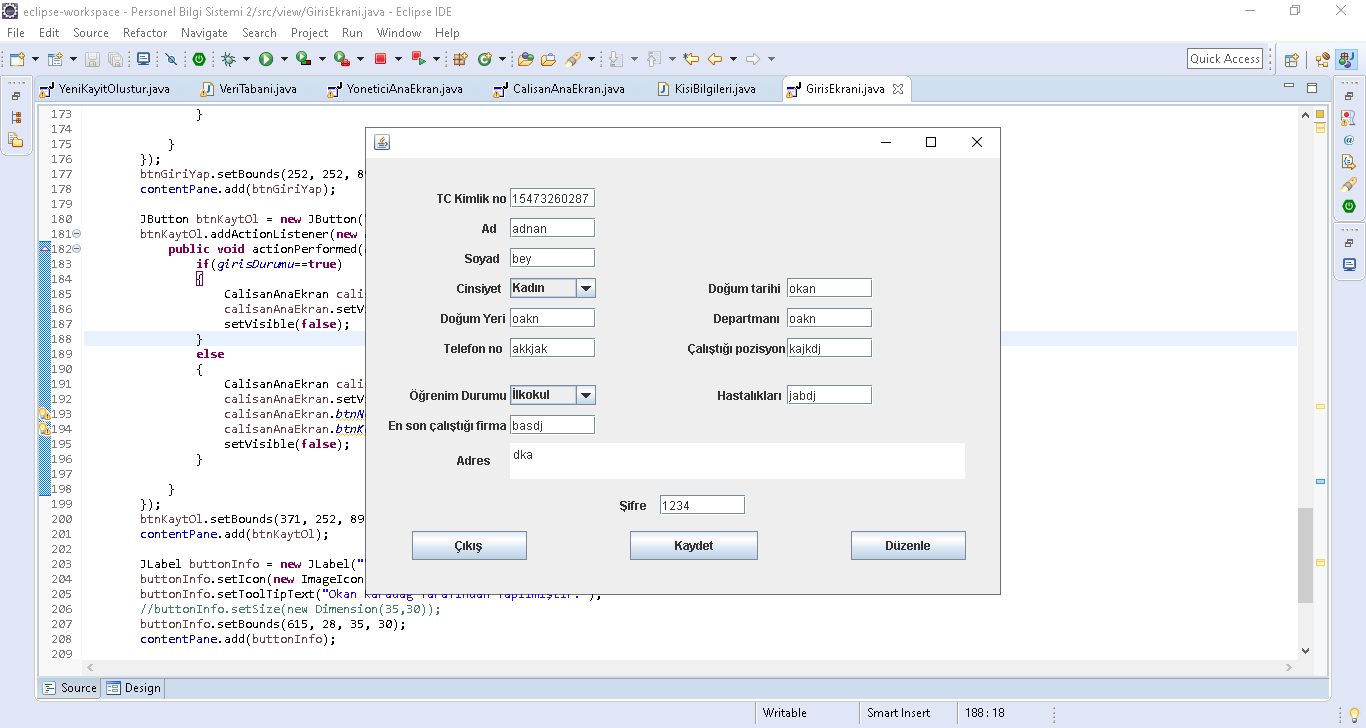 eclipse-workspace - Personel Bilgi Sistemi 2/src/view/GirisEkrani.java - Eclipse IDE
File Edit Source Refactor Navigate Search Project Run Window Help
Quick Access
YeniKayitOlustur.java VeriTabani.java YoneticiAnaEkran.java CalisanAnaEkran.java KisiBilgileri.java GirisEkrani.java
173 }
174
175 }
176 });
177 btnGiriYap.setBounds(252, 252, 8
178 contentPane.add(btnGiriYap);
179
180 JButton btnKaytOl = new JButton(
181 btnKaytOl.addActionListener(new
182 public void actionPerformed(
183 if(girisDurumu==true)
184 {
185 CalisanAnaEkran cali
186 calisanAnaEkran.setV
187 setVisible(false);
188 }
189 else
190 {
191 CalisanAnaEkran cali
192 calisanAnaEkran.setV
193 calisanAnaEkran.btnN
194 calisanAnaEkran.btnK
195 setVisible(false);
196 }
197
198 }
199 });
200 btnKaytOl.setBounds(371, 252, 89
201 contentPane.add(btnKaytOl);
202
203 JLabel buttonInfo = new JLabel("
204 buttonInfo.setIcon(new ImageIcon
205 buttonInfo.setToolTipText("Okan Karadag Tarafından Yapılmıştır.");
206 //buttonInfo.setSize(new Dimension(35,30));
207 buttonInfo.setBounds(615, 28, 35, 30);
208 contentPane.add(buttonInfo);
209
TC Kimlik no 15473260287
Ad adnan
Soyad bey
Cinsiyet Kadın Doğum tarihi okan
Doğum Yeri oakn Departmanı oakn
Telefon no akkjak Çalıştığı pozisyon kajkdj
Öğrenim Durumu İlkokul Hastalıkları jabdj
En son çalıştığı firma basdj
Adres dka
Şifre 1234
Çıkış Kaydet Düzenle
Source Design
Writable Smart Insert 188 : 18